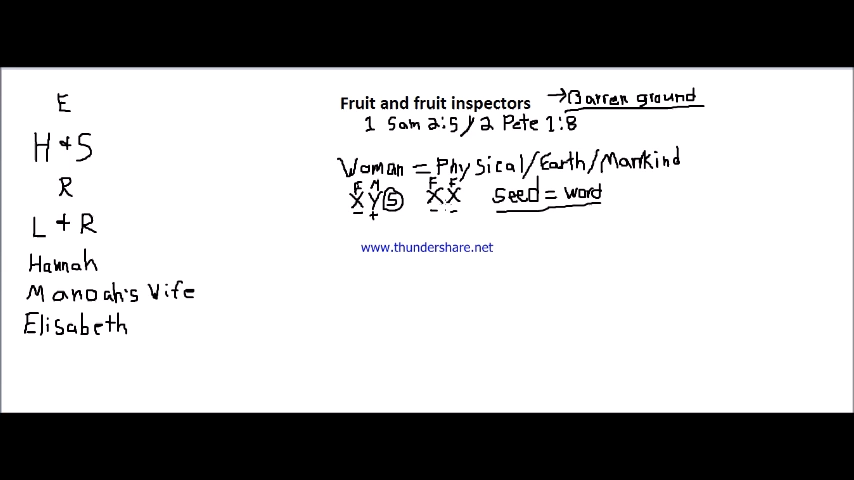 E
H + S
R
L + R
Hannah
Manoah's Vife
Elisabeth
Fruit and fruit inspectors → Barren ground
1 Sam 2:5 / 2 Pete 1:8
Woman = Physical/Earth/Mankind
F M F F
X Y S X X Seed = word
- + - -
www.thundershare.net